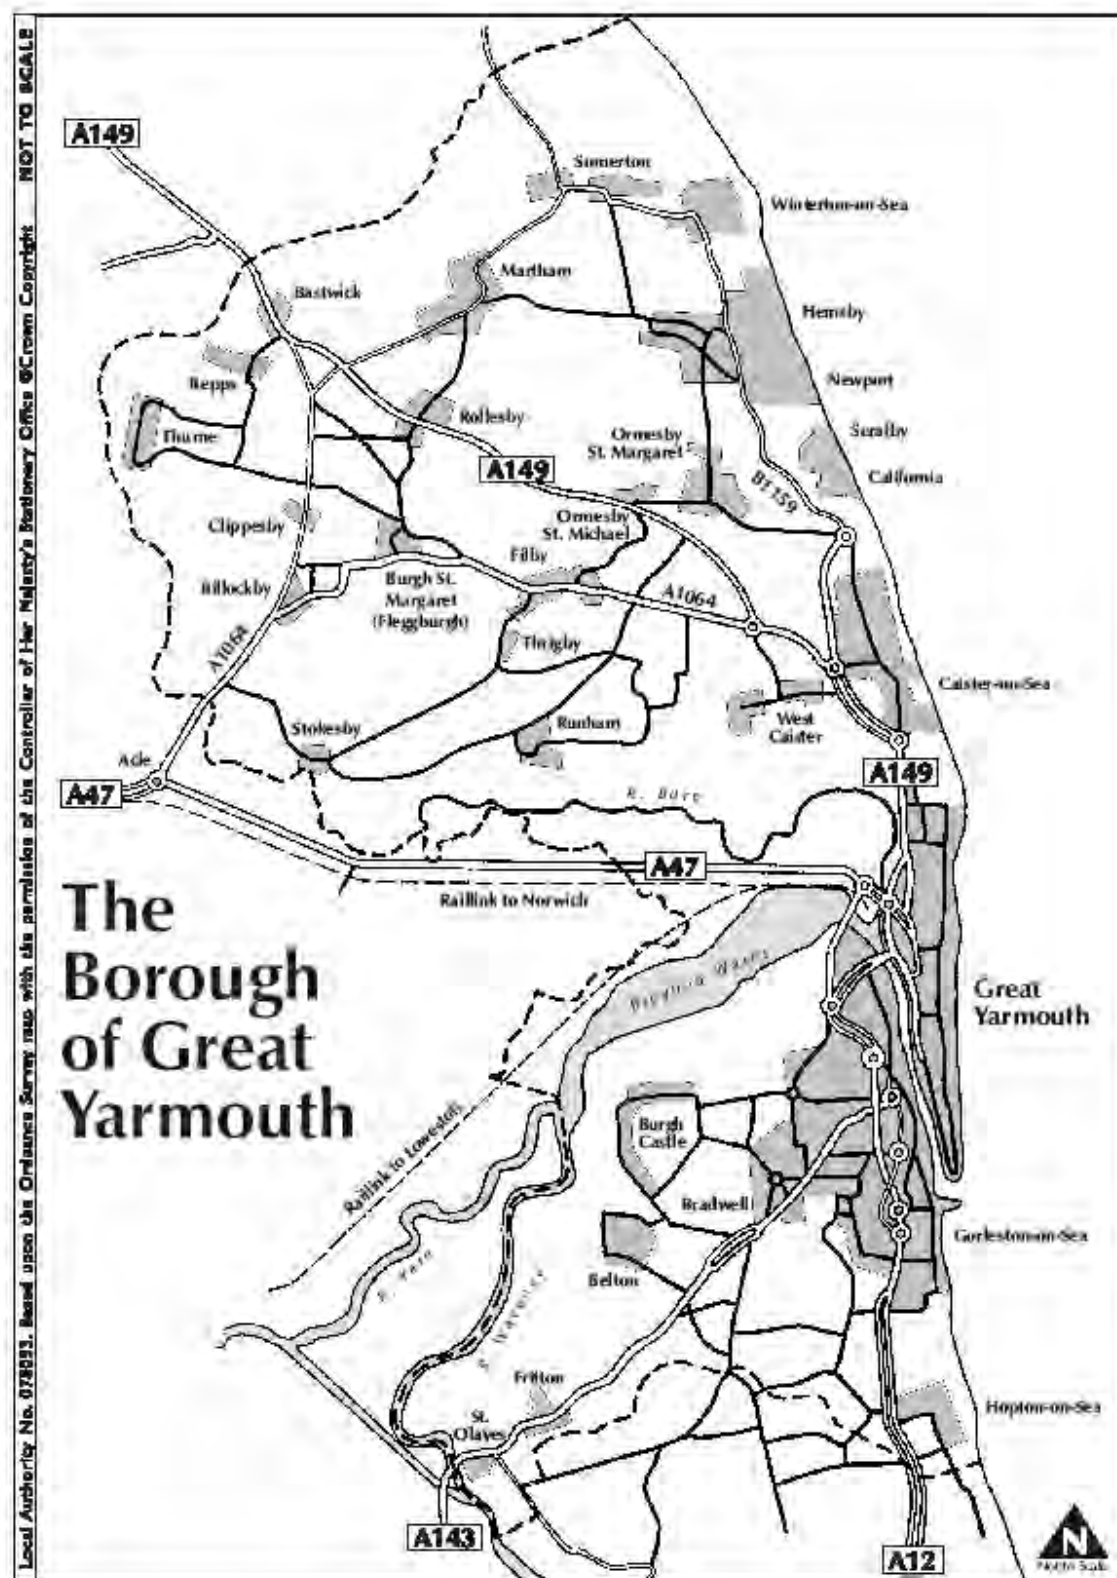 Local Authority No. 078093. Based upon the Ordnance Survey map with the permission of the Controller of Her Majesty's Stationery Office ©Crown Copyright. NOT TO SCALE
A149
Somerton
Winterton-on-Sea
Martham
Bastwick
Hemsby
Repps
Newport
Rollesby
Thurne
Ormesby
St. Margaret
Scratby
A149
B1159
California
Clippesby
Ormesby
St. Michael
Filby
Billockby
Burgh St.
Margaret
(Fleggburgh)
A1064
A1064
Thrigby
Caister-on-Sea
Stokesby
Runham
West
Caister
Acle
A47
A149
R. Bure
A47
Raillink to Norwich
The
Borough
of Great
Yarmouth
Breydon Water
Great
Yarmouth
Burgh
Castle
Raillink to Lowestoft
Bradwell
Gorleston-on-Sea
Belton
R. Yare
R. Waveney
Fritton
St.
Olaves
Hopton-on-Sea
A143
A12
N